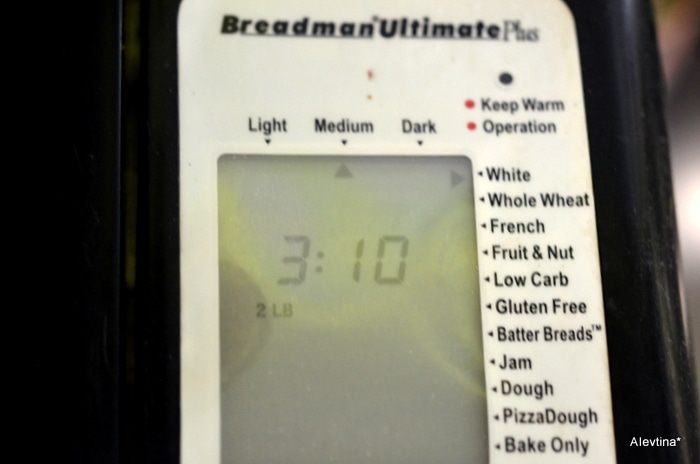 Breadman® Ultimate Plus
Keep Warm
Operation
Light Medium Dark
White
Whole Wheat
French
Fruit & Nut
Low Carb
Gluten Free
Batter Breads™
Jam
Dough
PizzaDough
Bake Only
3:10
2 LB
Alevtina*